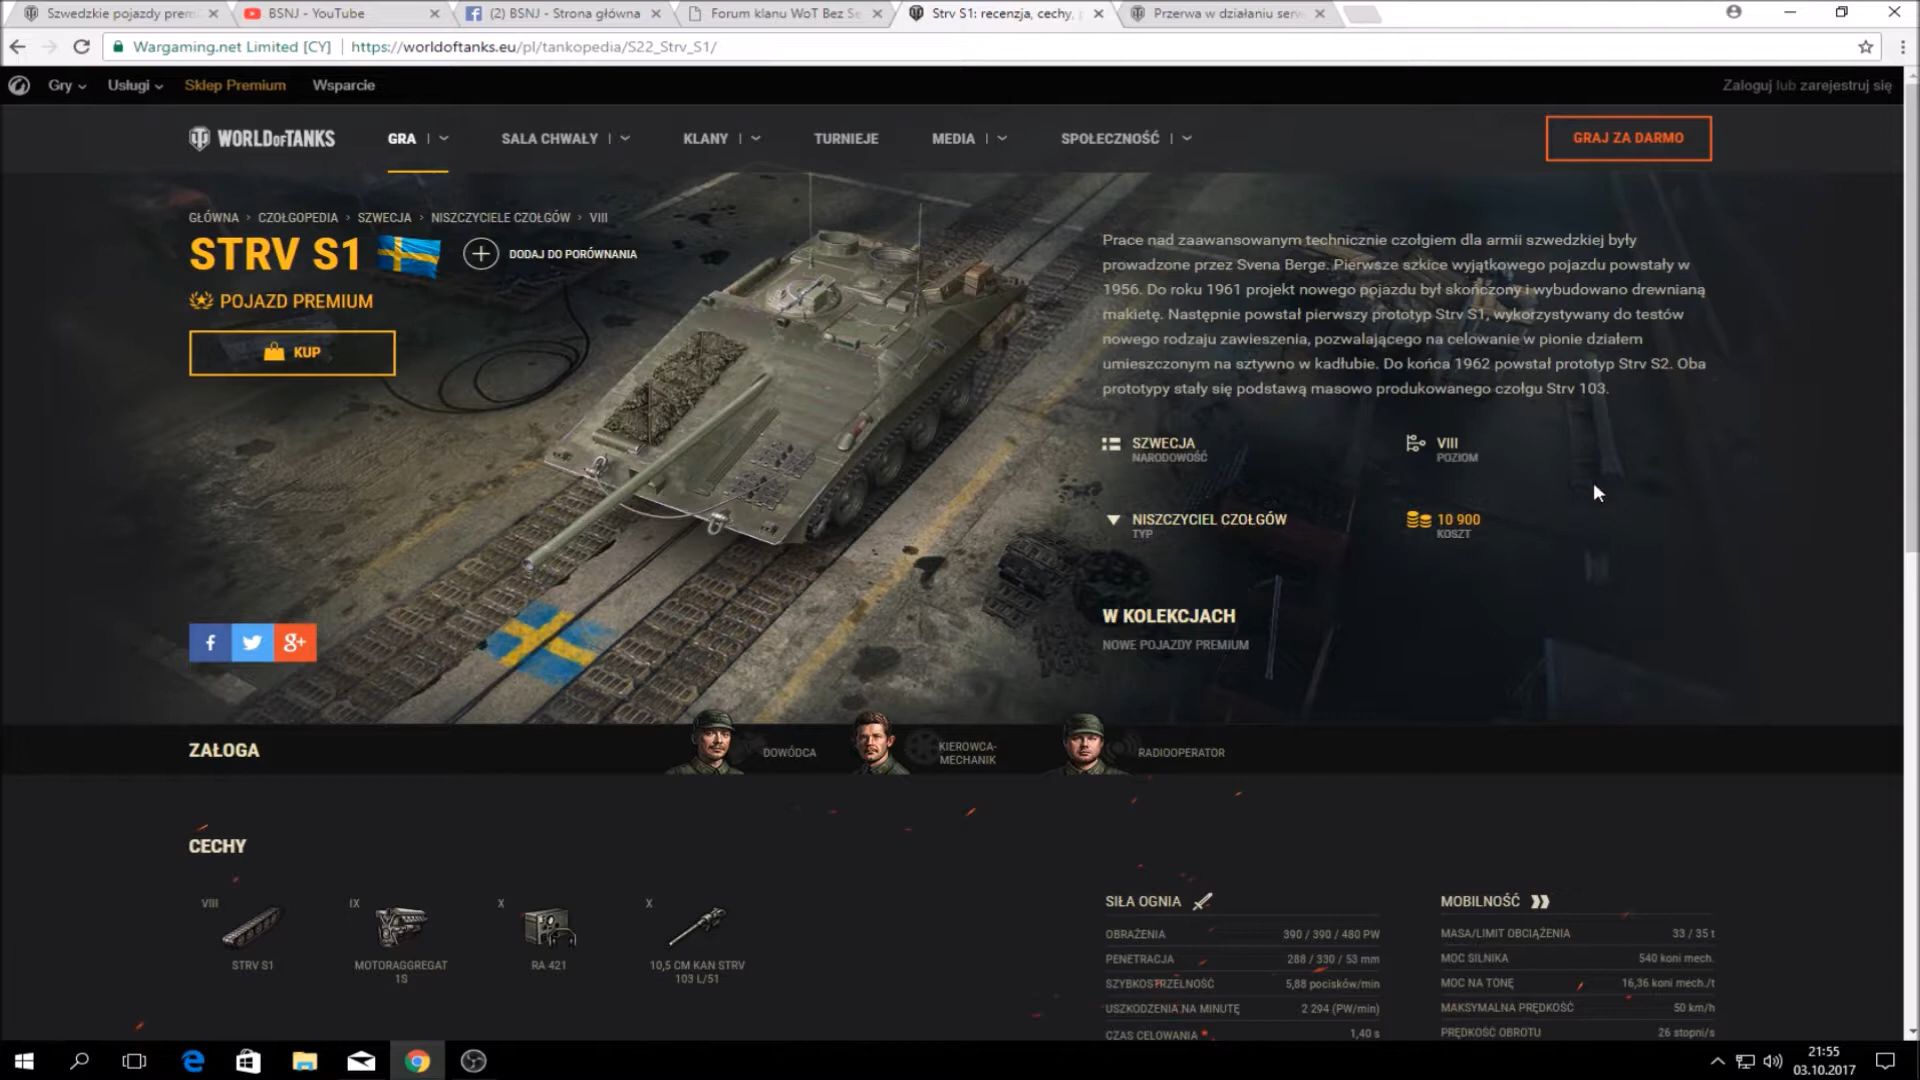 Szwedzkie pojazdy prem
BSNJ - YouTube
(2) BSNJ - Strona główna
Forum klanu WoT Bez Se
Strv S1: recenzja, cechy,
Przerwa w działaniu serw
Wargaming.net Limited [CY]
https://worldoftanks.eu/pl/tankopedia/S22_Strv_S1/
Gry
Usługi
Sklep Premium
Wsparcie
Zaloguj lub zarejestruj się
WORLD OF TANKS
GRA
SALA CHWAŁY
KLANY
TURNIEJE
MEDIA
SPOŁECZNOŚĆ
GRAJ ZA DARMO
GŁÓWNA › CZOŁGOPEDIA › SZWECJA › NISZCZYCIELE CZOŁGÓW › VIII
STRV S1
DODAJ DO PORÓWNANIA
POJAZD PREMIUM
KUP
Prace nad zaawansowanym technicznie czołgiem dla armii szwedzkiej były
prowadzone przez Svena Berge. Pierwsze szkice wyjątkowego pojazdu powstały w
1956. Do roku 1961 projekt nowego pojazdu był skończony i wybudowano drewnianą
makietę. Następnie powstał pierwszy prototyp Strv S1, wykorzystywany do testów
nowego rodzaju zawieszenia, pozwalającego na celowanie w pionie działem
umieszczonym na sztywno w kadłubie. Do końca 1962 powstał prototyp Strv S2. Oba
prototypy stały się podstawą masowo produkowanego czołgu Strv 103.
SZWECJA
NARODOWOŚĆ
VIII
POZIOM
NISZCZYCIEL CZOŁGÓW
TYP
10 900
KOSZT
W KOLEKCJACH
NOWE POJAZDY PREMIUM
f
g+
ZAŁOGA
DOWÓDCA
KIEROWCA-
MECHANIK
RADIOOPERATOR
CECHY
VIII
STRV S1
IX
MOTORAGGREGAT
1S
X
RA 421
X
10,5 CM KAN STRV
103 L/51
SIŁA OGNIA
OBRAŻENIA 390 / 390 / 480 PW
PENETRACJA 288 / 330 / 53 mm
SZYBKOSTRZELNOŚĆ 5,88 pocisków/min
USZKODZENIA NA MINUTĘ 2 294 (PW/min)
CZAS CELOWANIA 1,40 s
MOBILNOŚĆ
MASA/LIMIT OBCIĄŻENIA 33 / 35 t
MOC SILNIKA 540 koni mech.
MOC NA TONĘ 16,36 koni mech./t
MAKSYMALNA PRĘDKOŚĆ 50 km/h
PRĘDKOŚĆ OBROTU 26 stopni/s
21:55
03.10.2017